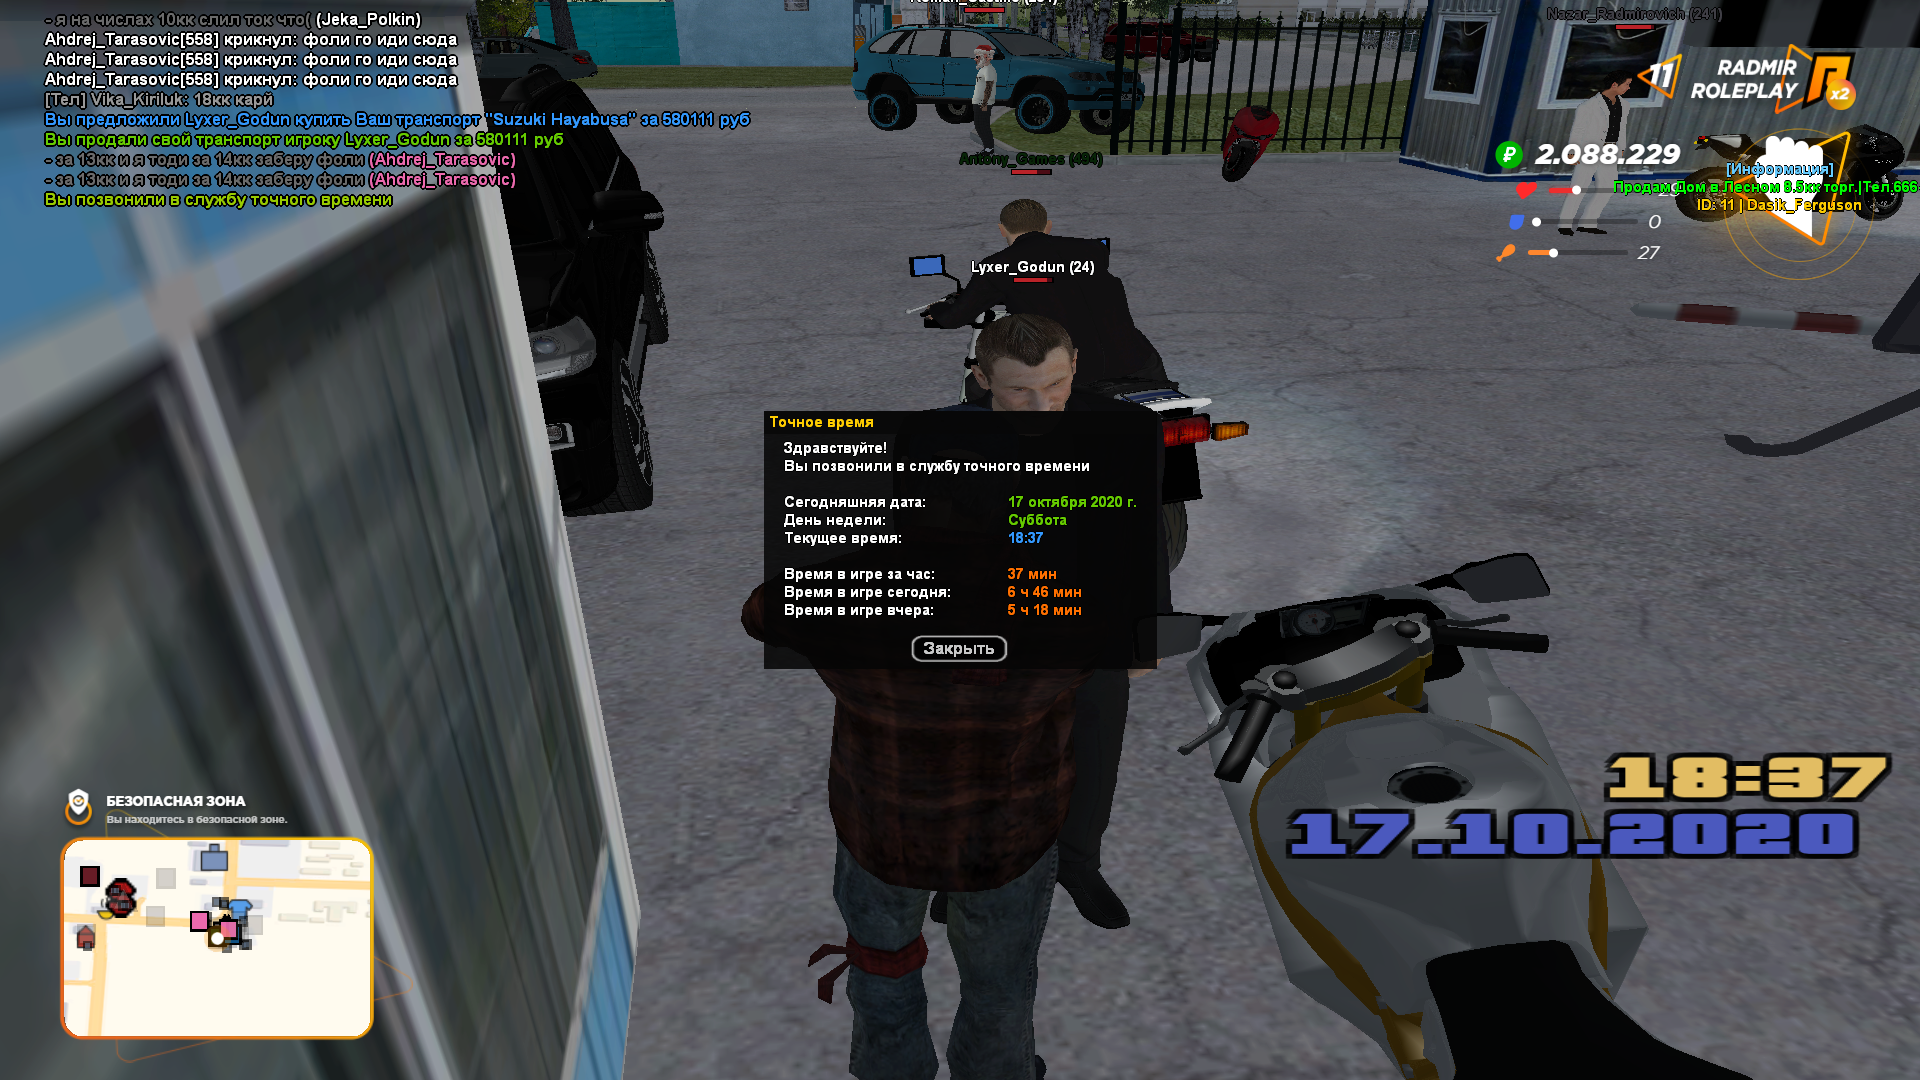 - я на числах 10кк слил ток что( (Jeka_Polkin)
Ahdrej_Tarasovic[558] крикнул: фоли го иди сюда
Ahdrej_Tarasovic[558] крикнул: фоли го иди сюда
Ahdrej_Tarasovic[558] крикнул: фоли го иди сюда
[Тел] Vika_Kiriluk: 18кк карй
Вы предложили Lyxer_Godun купить Ваш транспорт "Suzuki Hayabusa" за 580111 руб
Вы продали свой транспорт игроку Lyxer_Godun за 580111 руб
- за 13кк и я тоди за 14кк заберу фоли (Ahdrej_Tarasovic)
- за 13кк и я тоди за 14кк заберу фоли (Ahdrej_Tarasovic)
Вы позвонили в службу точного времени
Nazar_Radmirovich (241)
11
RADMIR
ROLEPLAY
x2
2.088.229
[Информация]
Продам Дом в Лесном 8.5кк торг.|Тел.666
ID: 11 | Dasik_Ferguson
0
27
Antony_Games (494)
Lyxer_Godun (24)
Точное время
Здравствуйте!
Вы позвонили в службу точного времени
Сегодняшняя дата: 17 октября 2020 г.
День недели: Суббота
Текущее время: 18:37
Время в игре за час: 37 мин
Время в игре сегодня: 6 ч 46 мин
Время в игре вчера: 5 ч 18 мин
Закрыть
18:37
17.10.2020
БЕЗОПАСНАЯ ЗОНА
Вы находитесь в безопасной зоне.